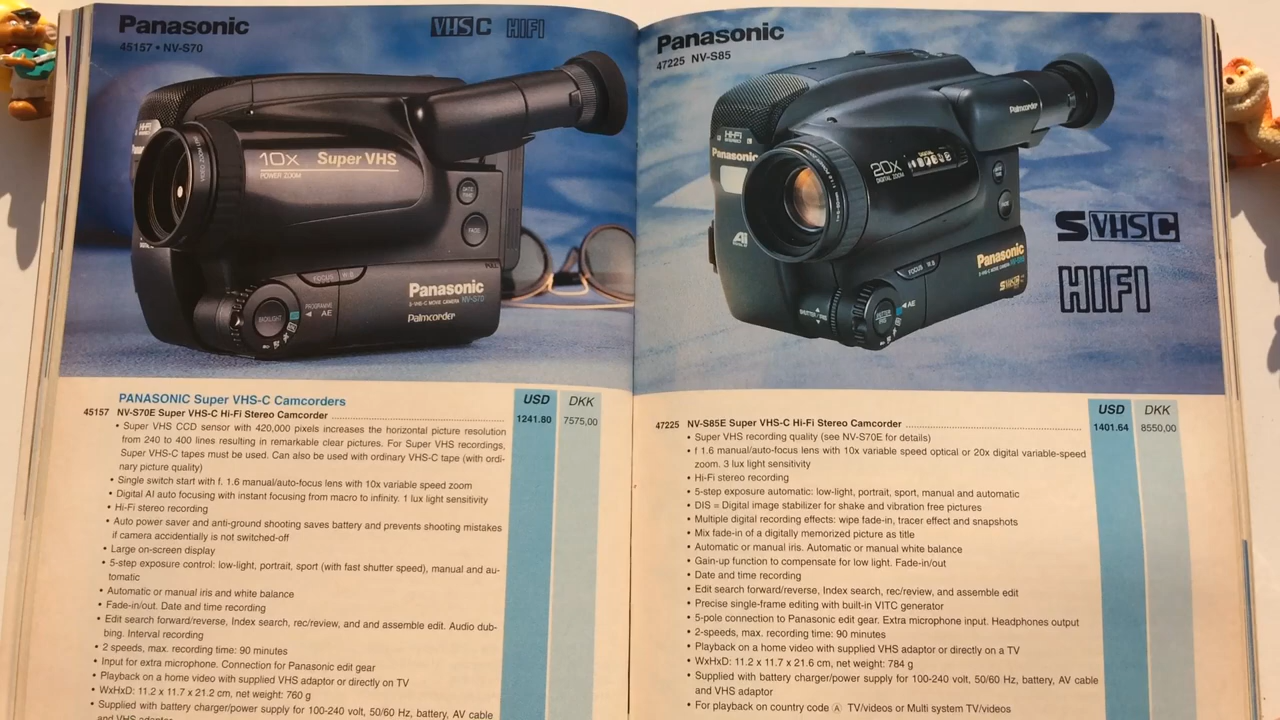 Panasonic
45157 • NV-S70
VHS C HIFI
10x Super VHS
POWER ZOOM
DATE
PAGE
FOCUS W.B
BACKLIGHT
PROGRAMME
AE
Panasonic
S-VHS-C MOVIE CAMERA NV-S70
Palmcorder
PANASONIC Super VHS-C Camcorders
USD DKK
45157 NV-S70E Super VHS-C Hi-Fi Stereo Camcorder 1241.80 7575,00
• Super VHS CCD sensor with 420,000 pixels increases the horizontal picture resolution
from 240 to 400 lines resulting in remarkable clear pictures. For Super VHS recordings,
Super VHS-C tapes must be used. Can also be used with ordinary VHS-C tape (with ordi-
nary picture quality)
• Single switch start with f. 1.6 manual/auto-focus lens with 10x variable speed zoom
• Digital AI auto focusing with instant focusing from macro to infinity. 1 lux light sensitivity
• Hi-Fi stereo recording
• Auto power saver and anti-ground shooting saves battery and prevents shooting mistakes
if camera accidentially is not switched-off
• Large on-screen display
• 5-step exposure control: low-light, portrait, sport (with fast shutter speed), manual and au-
tomatic
• Automatic or manual iris and white balance
• Fade-in/out. Date and time recording
• Edit search forward/reverse, Index search, rec/review, and and assemble edit. Audio dub-
bing. Interval recording
• 2 speeds, max. recording time: 90 minutes
• Input for extra microphone. Connection for Panasonic edit gear
• Playback on home video with supplied VHS adaptor or directly on TV
• WxHxD: 11.2 x 11.7 x 21.2 cm, net weight: 760 g
• Supplied with battery charger/power supply for 100-240 volt, 50/60 Hz, battery, AV cable
and VHS adaptor
Panasonic
47225 NV-S85
Palmcorder
Hi-Fi
Panasonic
20x
DIGITAL ZOOM
AI
FOCUS W.B
AE
Panasonic
S-VHS-C MOVIE CAMERA
S VHS C
HIFI
USD DKK
47225 NV-S85E Super VHS-C Hi-Fi Stereo Camcorder 1401.64 8550,00
• Super VHS recording quality (see NV-S70E for details)
• f 1.6 manual/auto-focus lens with 10x variable speed optical or 20x digital variable-speed
zoom. 3 lux light sensitivity
• Hi-Fi stereo recording
• 5-step exposure automatic: low-light, portrait, sport, manual and automatic
• DIS = Digital image stabilizer for shake and vibration free pictures
• Multiple digital recording effects: wipe fade-in, tracer effect and snapshots
• Mix fade-in of a digitally memorized picture as title
• Automatic or manual iris. Automatic or manual white balance
• Gain-up function to compensate for low light. Fade-in/out
• Date and time recording
• Edit search forward/reverse, Index search, rec/review, and assemble edit
• Precise single-frame editing with built-in VITC generator
• 5-pole connection to Panasonic edit gear. Extra microphone input. Headphones output
• 2-speeds, max. recording time: 90 minutes
• Playback on home video with supplied VHS adaptor or directly on a TV
• WxHxD: 11.2 x 11.7 x 21.6 cm, net weight: 784 g
• Supplied with battery charger/power supply for 100-240 volt, 50/60 Hz, battery, AV cable
and VHS adaptor
• For playback on country code Ⓐ TV/videos or Multi system TV/videos